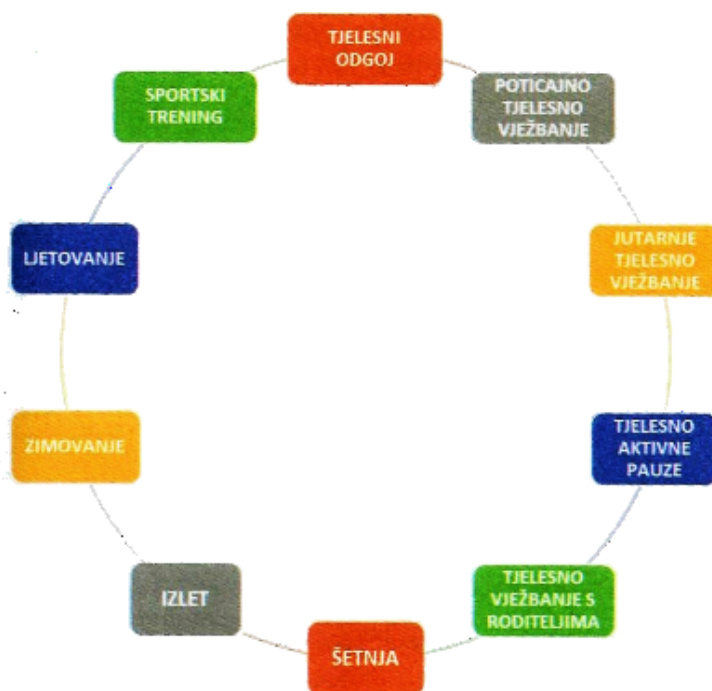 TJELESNI
ODGOJ
POTICAJNO
TJELESNO
VJEŽBANJE
JUTARNJE
TJELESNO
VJEŽBANJE
TJELESNO
AKTIVNE
PAUZE
TJELESNO
VJEŽBANJE S
RODITELJIMA
ŠETNJA
IZLET
ZIMOVANJE
LJETOVANJE
SPORTSKI
TRENING